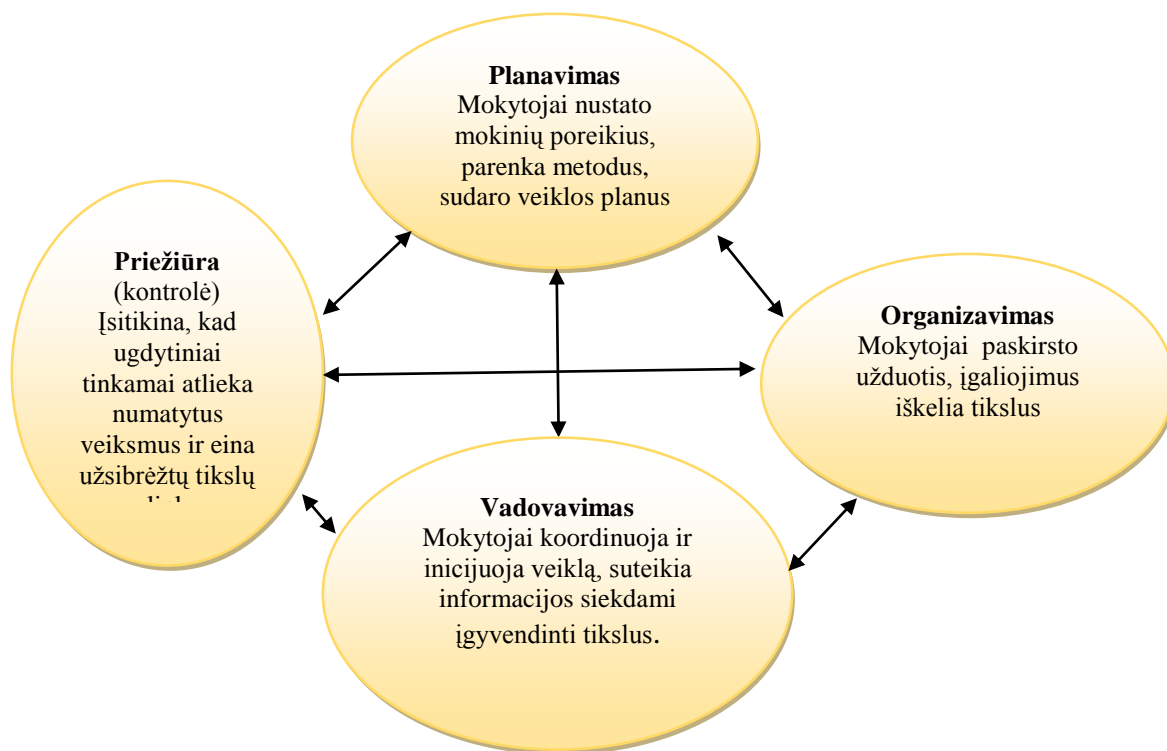 Planavimas
Mokytojai nustato
mokinių poreikius,
parenka metodus,
sudaro veiklos planus
Priežiūra
(kontrolė)
Įsitikina, kad
ugdytiniai
tinkamai atlieka
numatytus
veiksmus ir eina
užsibrėžtų tikslų
Organizavimas
Mokytojai paskirsto
užduotis, įgaliojimus
iškelia tikslus
Vadovavimas
Mokytojai koordinuoja ir
inicijuoja veiklą, suteikia
informacijos siekdami
įgyvendinti tikslus.